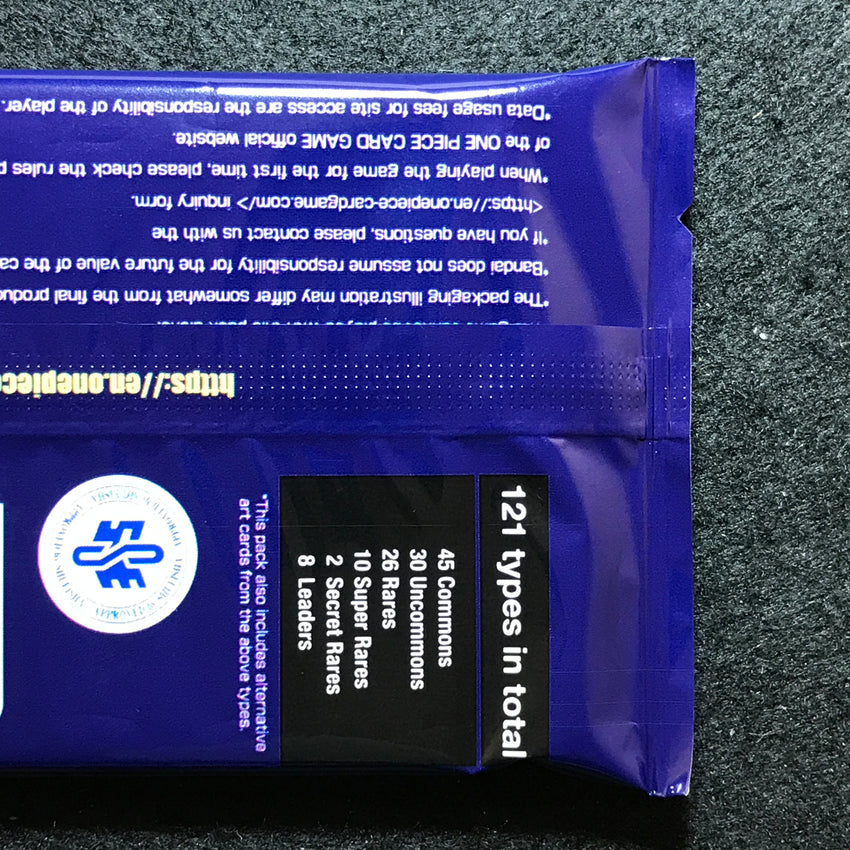 *The packaging illustration may differ somewhat from the final
*Bandai does not assume responsibility for the future value of the
*If you have questions, please contact us with the
<https://en.onepiece-cardgame.com/> inquiry form.
*When playing the game for the first time, please check the rules
of the ONE PIECE CARD GAME official website.
*Data usage fees for site access are the responsibility of the player.
https://en.onepiece
121 types in total
45 Commons
30 Uncommons
26 Rares
10 Super Rares
2 Secret Rares
8 Leaders
*This pack also includes alternative
art cards from the above types.